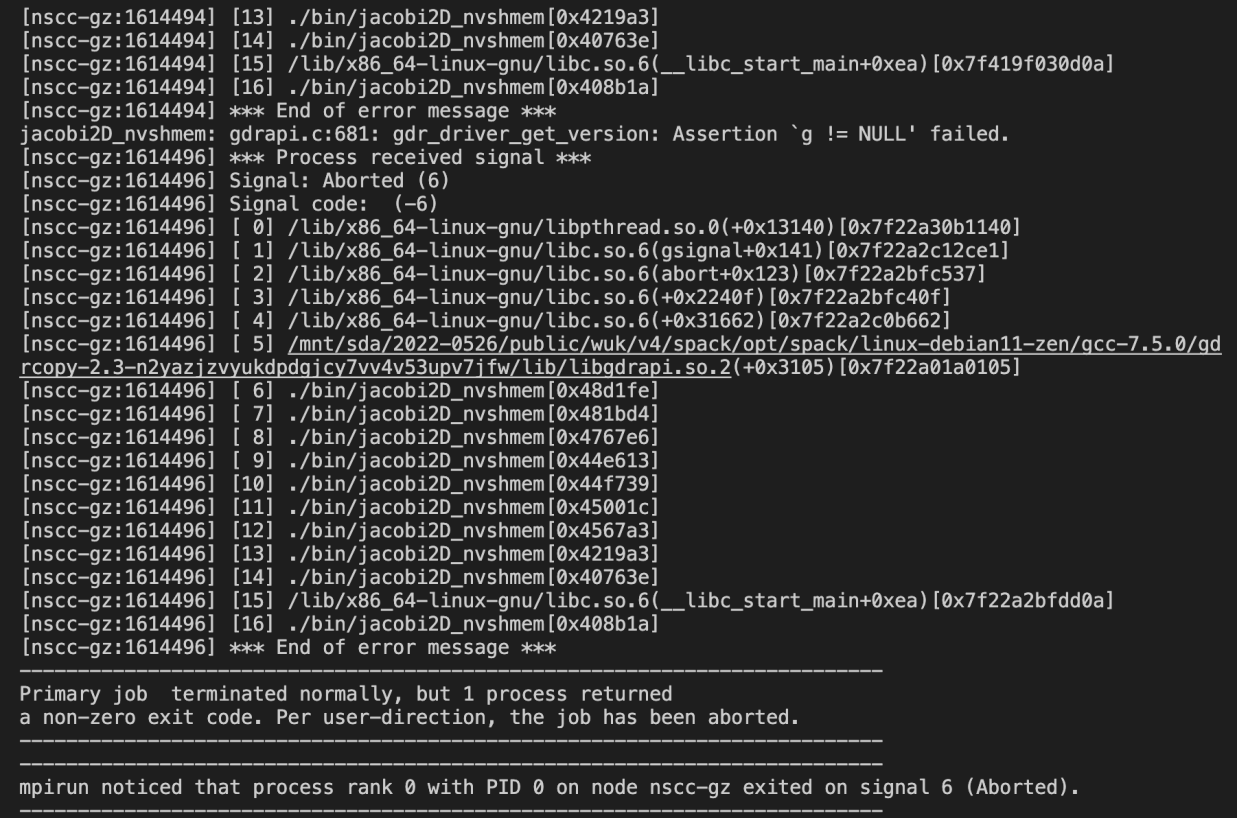 [nscc-gz:1614494] [13] ./bin/jacobi2D_nvshmem[0x4219a3]
[nscc-gz:1614494] [14] ./bin/jacobi2D_nvshmem[0x40763e]
[nscc-gz:1614494] [15] /lib/x86_64-linux-gnu/libc.so.6(__libc_start_main+0xea)[0x7f419f030d0a]
[nscc-gz:1614494] [16] ./bin/jacobi2D_nvshmem[0x408b1a]
[nscc-gz:1614494] *** End of error message ***
jacobi2D_nvshmem: gdrapi.c:681: gdr_driver_get_version: Assertion `g != NULL' failed.
[nscc-gz:1614496] *** Process received signal ***
[nscc-gz:1614496] Signal: Aborted (6)
[nscc-gz:1614496] Signal code:  (-6)
[nscc-gz:1614496] [ 0] /lib/x86_64-linux-gnu/libpthread.so.0(+0x13140)[0x7f22a30b1140]
[nscc-gz:1614496] [ 1] /lib/x86_64-linux-gnu/libc.so.6(gsignal+0x141)[0x7f22a2c12ce1]
[nscc-gz:1614496] [ 2] /lib/x86_64-linux-gnu/libc.so.6(abort+0x123)[0x7f22a2bfc537]
[nscc-gz:1614496] [ 3] /lib/x86_64-linux-gnu/libc.so.6(+0x2240f)[0x7f22a2bfc40f]
[nscc-gz:1614496] [ 4] /lib/x86_64-linux-gnu/libc.so.6(+0x31662)[0x7f22a2c0b662]
[nscc-gz:1614496] [ 5] /mnt/sda/2022-0526/public/wuk/v4/spack/opt/spack/linux-debian11-zen/gcc-7.5.0/gd
rcopy-2.3-n2yazjzvyukdpdgjcy7vv4v53upv7jfw/lib/libgdrapi.so.2(+0x3105)[0x7f22a01a0105]
[nscc-gz:1614496] [ 6] ./bin/jacobi2D_nvshmem[0x48d1fe]
[nscc-gz:1614496] [ 7] ./bin/jacobi2D_nvshmem[0x481bd4]
[nscc-gz:1614496] [ 8] ./bin/jacobi2D_nvshmem[0x4767e6]
[nscc-gz:1614496] [ 9] ./bin/jacobi2D_nvshmem[0x44e613]
[nscc-gz:1614496] [10] ./bin/jacobi2D_nvshmem[0x44f739]
[nscc-gz:1614496] [11] ./bin/jacobi2D_nvshmem[0x45001c]
[nscc-gz:1614496] [12] ./bin/jacobi2D_nvshmem[0x4567a3]
[nscc-gz:1614496] [13] ./bin/jacobi2D_nvshmem[0x4219a3]
[nscc-gz:1614496] [14] ./bin/jacobi2D_nvshmem[0x40763e]
[nscc-gz:1614496] [15] /lib/x86_64-linux-gnu/libc.so.6(__libc_start_main+0xea)[0x7f22a2bfdd0a]
[nscc-gz:1614496] [16] ./bin/jacobi2D_nvshmem[0x408b1a]
[nscc-gz:1614496] *** End of error message ***
--------------------------------------------------------------------------
Primary job  terminated normally, but 1 process returned
a non-zero exit code. Per user-direction, the job has been aborted.
--------------------------------------------------------------------------
--------------------------------------------------------------------------
mpirun noticed that process rank 0 with PID 0 on node nscc-gz exited on signal 6 (Aborted).
--------------------------------------------------------------------------